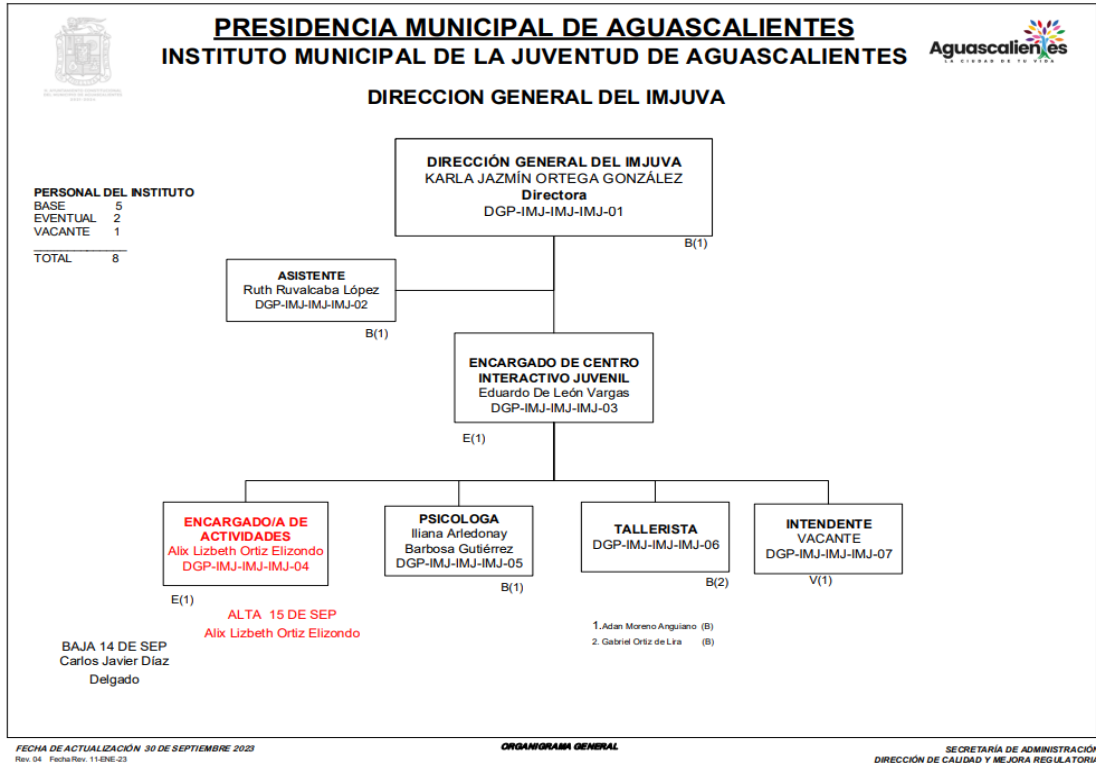 PRESIDENCIA MUNICIPAL DE AGUASCALIENTES
INSTITUTO MUNICIPAL DE LA JUVENTUD DE AGUASCALIENTES
Aguascalientes
LA CIUDAD DE TU VIDA
DIRECCION GENERAL DEL IMJUVA
DIRECCIÓN GENERAL DEL IMJUVA
KARLA JAZMÍN ORTEGA GONZÁLEZ
Directora
DGP-IMJ-IMJ-IMJ-01
B(1)
PERSONAL DEL INSTITUTO
BASE 5
EVENTUAL 2
VACANTE 1
TOTAL 8
ASISTENTE
Ruth Ruvalcaba López
DGP-IMJ-IMJ-IMJ-02
B(1)
ENCARGADO DE CENTRO
INTERACTIVO JUVENIL
Eduardo De León Vargas
DGP-IMJ-IMJ-IMJ-03
E(1)
ENCARGADO/A DE
ACTIVIDADES
Alix Lizbeth Ortiz Elizondo
DGP-IMJ-IMJ-IMJ-04
E(1)
PSICOLOGA
Iliana Arledonay
Barbosa Gutiérrez
DGP-IMJ-IMJ-IMJ-05
B(1)
TALLERISTA
DGP-IMJ-IMJ-IMJ-06
B(2)
INTENDENTE
VACANTE
DGP-IMJ-IMJ-IMJ-07
V(1)
ALTA 15 DE SEP
Alix Lizbeth Ortiz Elizondo
1.Adan Moreno Anguiano (B)
2. Gabriel Ortiz de Lira (B)
BAJA 14 DE SEP
Carlos Javier Díaz
Delgado
FECHA DE ACTUALIZACIÓN 30 DE SEPTIEMBRE 2023
Rev. 04 Fecha Rev. 11-ENE-23
ORGANIGRAMA GENERAL
SECRETARÍA DE ADMINISTRACIÓN
DIRECCIÓN DE CALIDAD Y MEJORA REGULATORIA